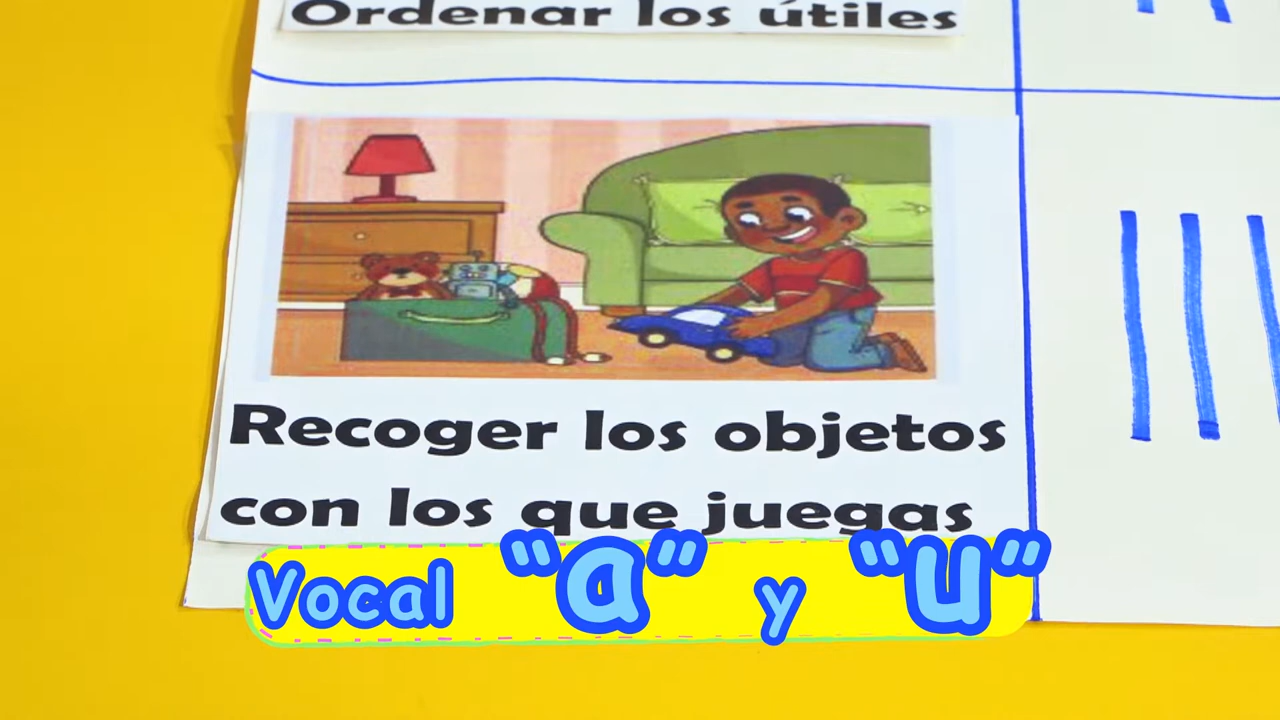 Ordenar los útiles
Recoger los objetos
con los que juegas
Vocal "a" y "u"